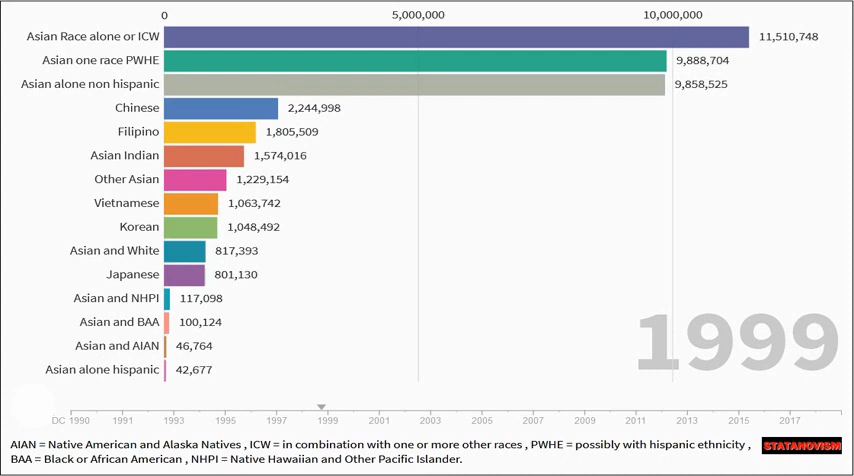 0 5,000,000 10,000,000
Asian Race alone or ICW 11,510,748
Asian one race PWHE 9,888,704
Asian alone non hispanic 9,858,525
Chinese 2,244,998
Filipino 1,805,509
Asian Indian 1,574,016
Other Asian 1,229,154
Vietnamese 1,063,742
Korean 1,048,492
Asian and White 817,393
Japanese 801,130
Asian and NHPI 117,098
Asian and BAA 100,124
Asian and AIAN 46,764
Asian alone hispanic 42,677
1999
DC 1990 1991 1993 1995 1997 1999 2001 2003 2005 2007 2009 2011 2013 2015 2017
AIAN = Native American and Alaska Natives , ICW = in combination with one or more other races , PWHE = possibly with hispanic ethnicity ,
BAA = Black or African American , NHPI = Native Hawaiian and Other Pacific Islander.
STATANOVISM